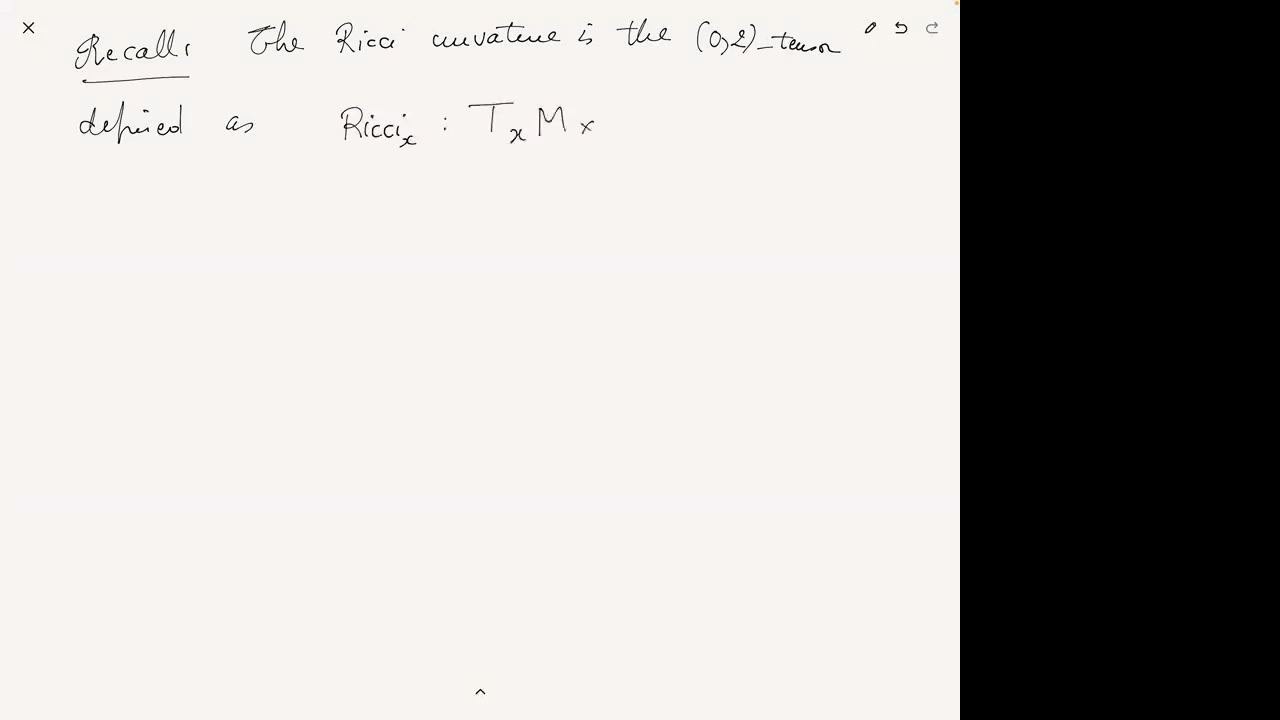 Recall: The Ricci curvature is the (0,2)-tensor
defined as Ricci_x : T_x M ×